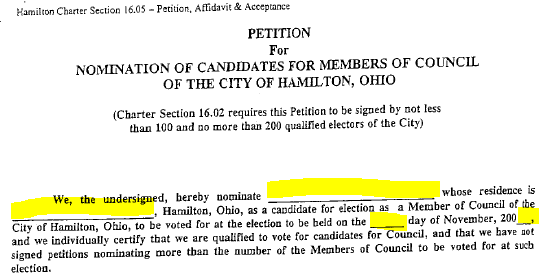 Hamilton Charter Section 16.05 – Petition, Affidavit & Acceptance
PETITION
For
NOMINATION OF CANDIDATES FOR MEMBERS OF COUNCIL
OF THE CITY OF HAMILTON, OHIO
(Charter Section 16.02 requires this Petition to be signed by not less
than 100 and no more than 200 qualified electors of the City)
We, the undersigned, hereby nominate ____________________ whose residence is
____________________, Hamilton, Ohio, as a candidate for election as a Member of Council of the
City of Hamilton, Ohio, to be voted for at the election to be held on the _____ day of November, 200__,
and we individually certify that we are qualified to vote for candidates for Council, and that we have not
signed petitions nominating more than the number of the Members of Council to be voted for at such
election.